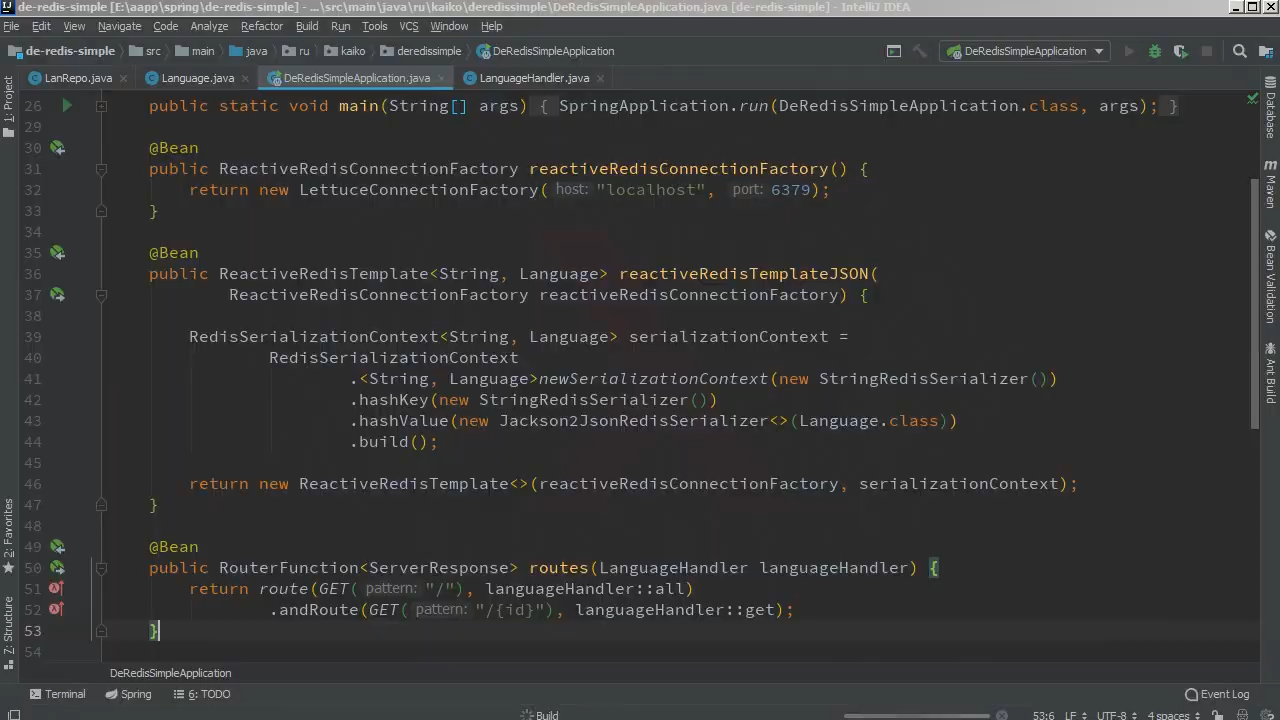 de-redis-simple [E:\aapp\spring\de-redis-simple] - ...\src\main\java\ru\kaiko\deredissimple\DeRedisSimpleApplication.java [de-redis-simple] - IntelliJ IDEA
File Edit View Navigate Code Analyze Refactor Build Run Tools VCS Window Help
de-redis-simple src main java ru kaiko deredissimple DeRedisSimpleApplication DeRedisSimpleApplication
LanRepo.java Language.java DeRedisSimpleApplication.java LanguageHandler.java
1: Project
2: Favorites
Z: Structure
26 public static void main(String[] args) { SpringApplication.run(DeRedisSimpleApplication.class, args); }
29
30 @Bean
31 public ReactiveRedisConnectionFactory reactiveRedisConnectionFactory() {
32 return new LettuceConnectionFactory( host: "localhost", port: 6379);
33 }
34
35 @Bean
36 public ReactiveRedisTemplate<String, Language> reactiveRedisTemplateJSON(
37 ReactiveRedisConnectionFactory reactiveRedisConnectionFactory) {
38
39 RedisSerializationContext<String, Language> serializationContext =
40 RedisSerializationContext
41 .<String, Language>newSerializationContext(new StringRedisSerializer())
42 .hashKey(new StringRedisSerializer())
43 .hashValue(new Jackson2JsonRedisSerializer<>(Language.class))
44 .build();
45
46 return new ReactiveRedisTemplate<>(reactiveRedisConnectionFactory, serializationContext);
47 }
48
49 @Bean
50 public RouterFunction<ServerResponse> routes(LanguageHandler languageHandler) {
51 return route(GET( pattern: "/"), languageHandler::all)
52 .andRoute(GET( pattern: "/{id}"), languageHandler::get);
53 }
54
Database
Maven
Bean Validation
Ant Build
DeRedisSimpleApplication
Terminal Spring 6: TODO Event Log
Build 53:6 LF UTF-8 4 spaces